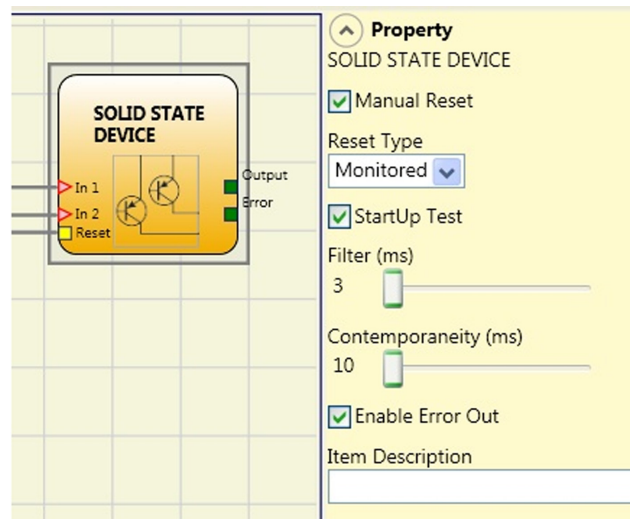 SOLID STATE
DEVICE
In 1
In 2
Reset
Output
Error
Property
SOLID STATE DEVICE
Manual Reset
Reset Type
Monitored
StartUp Test
Filter (ms)
3
Contemporaneity (ms)
10
Enable Error Out
Item Description